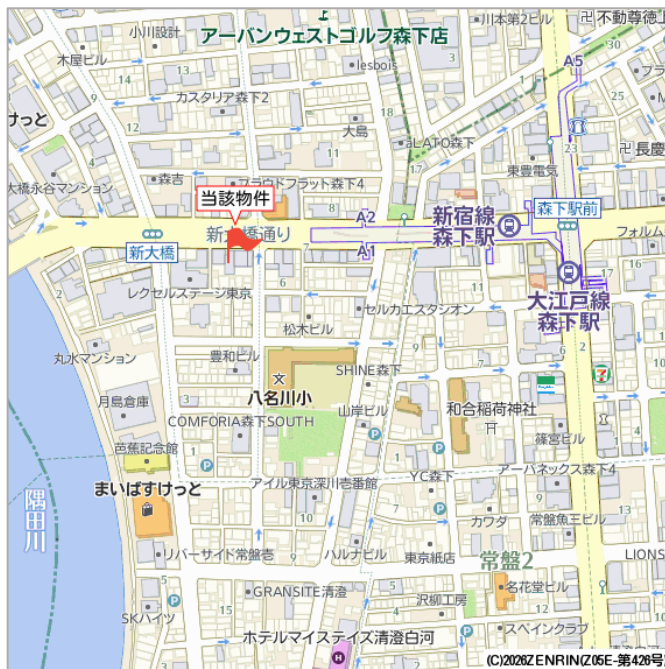 小川設計
アーバンウェストゴルフ森下店
川本第2ビル
不動尊徳上
木屋ビル
lesbois
A5
カスタリア森下2
けっと
大島
aLATO森下
23
長慶
東豊電気
森吉
大橋永谷マンション
プラウドフラット森下4
当該物件
A2
新宿線
森下駅
森下駅前
新大橋通り
新大橋
A1
フォルム
レクセルステージ東京
大江戸線
森下駅
セルカエスタシオン
松木ビル
丸水マンション
豊和ビル
SHINE森下
月島倉庫
八名川小
山岸ビル
和合稲荷神社
COMFORIA森下SOUTH
芭蕉記念館
篠宮ビル
YC森下
アーバネックス森下4
まいばすけっと
アイル東京深川壱番館
隅田川
カワダ
常盤魚王ビル
リバーサイド常盤壱
ハルナビル
東京紙店
常盤2
LIONS
GRANSITE清澄
名花堂ビル
沢柳工房
SKハイツ
スペインクラブ
ホテルマイステイズ清澄白河
清澄白河
(C)2026ZENRIN(Z05E-第426号)